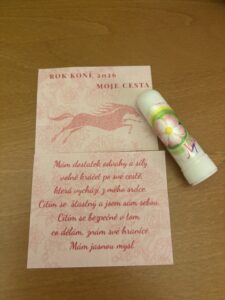 ROK KONĚ 2026
MOJE CESTA
Mám dostatek odvahy a síly
volně kráčet po své cestě,
která vychází z mého srdce.
Cítím se šťastný a jsem sám sebou.
Cítím se bezpečně v tom,
co dělám, znám své hranice.
Mám jasnou mysl.